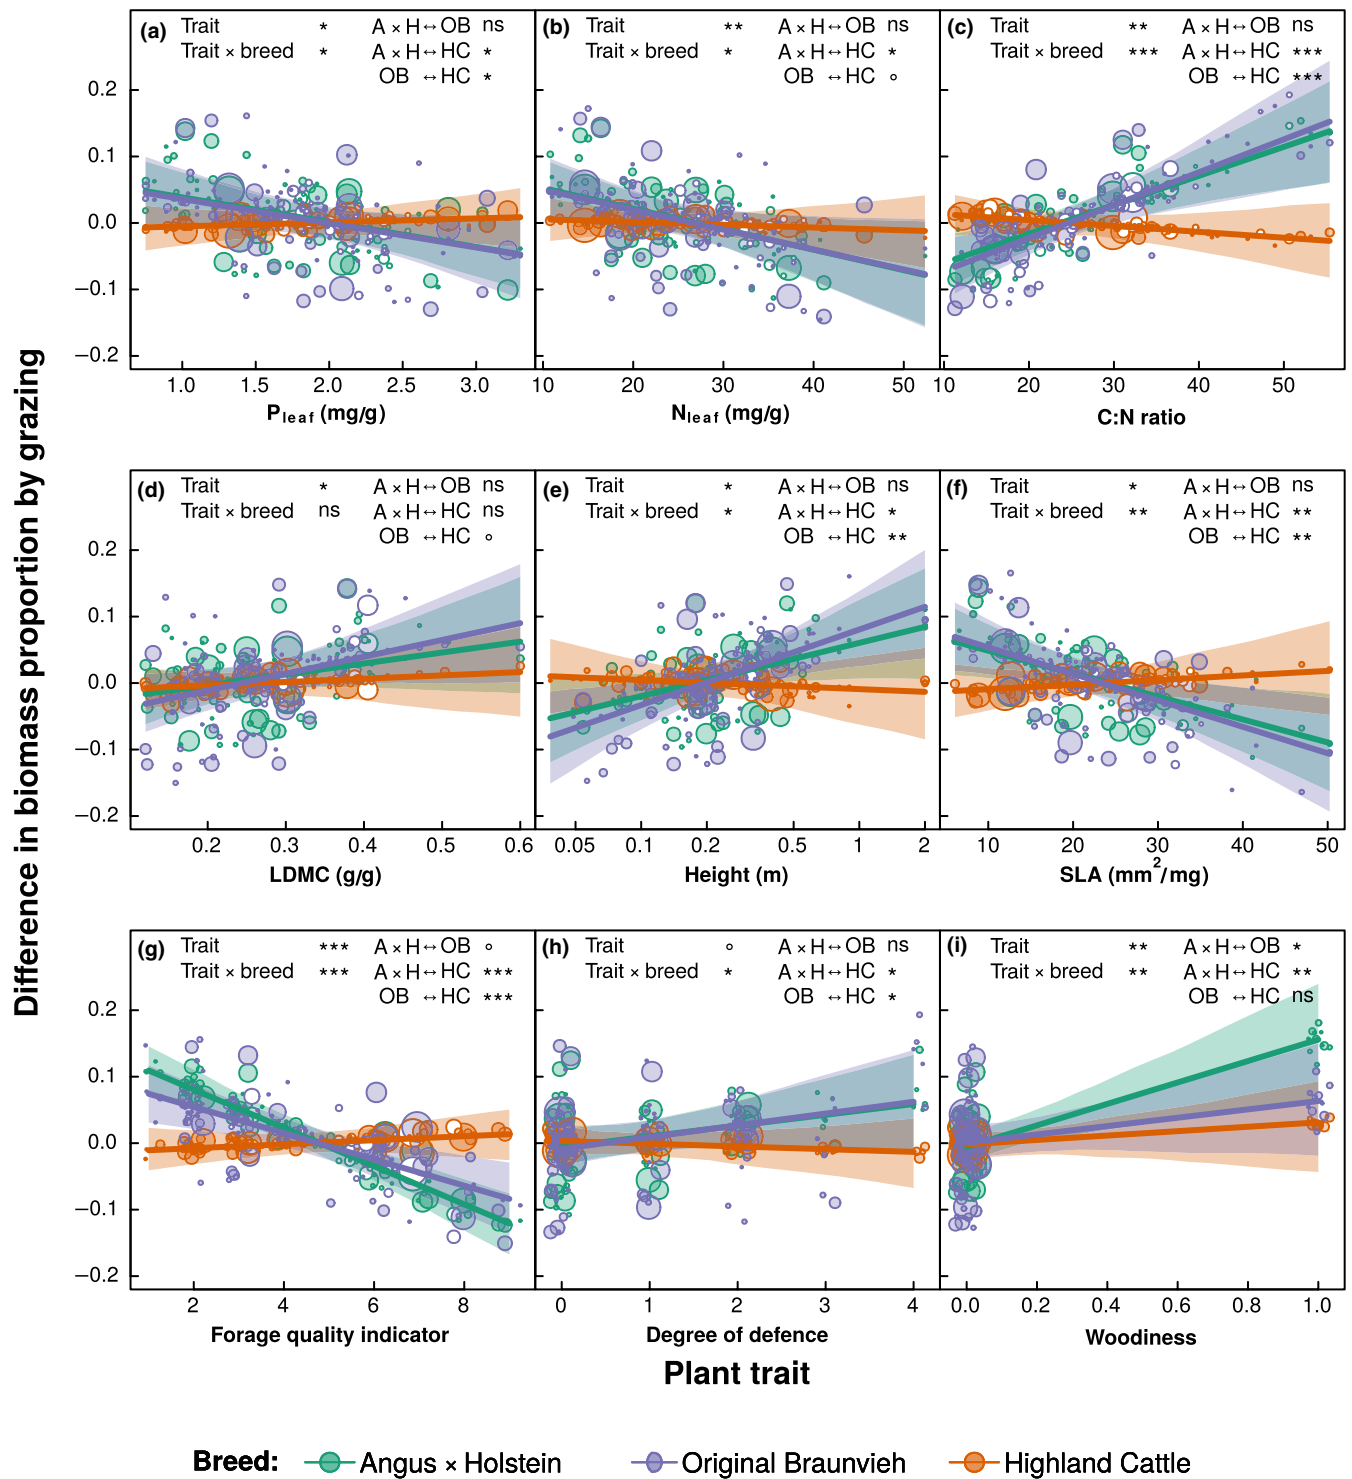 (a) Trait * A × H ↔ OB ns
Trait × breed * A × H ↔ HC *
OB ↔ HC *
(b) Trait ** A × H ↔ OB ns
Trait × breed * A × H ↔ HC *
OB ↔ HC °
(c) Trait ** A × H ↔ OB ns
Trait × breed *** A × H ↔ HC ***
OB ↔ HC ***
0.2
0.1
0.0
−0.1
−0.2
1.0 1.5 2.0 2.5 3.0
10 20 30 40 50
10 20 30 40 50
Pleaf (mg/g)
Nleaf (mg/g)
C:N ratio
Difference in biomass proportion by grazing
(d) Trait * A × H ↔ OB ns
Trait × breed ns A × H ↔ HC ns
OB ↔ HC °
(e) Trait * A × H ↔ OB ns
Trait × breed * A × H ↔ HC *
OB ↔ HC **
(f) Trait * A × H ↔ OB ns
Trait × breed ** A × H ↔ HC **
OB ↔ HC **
0.2
0.1
0.0
−0.1
−0.2
0.2 0.3 0.4 0.5 0.6
0.05 0.1 0.2 0.5 1 2
10 20 30 40 50
LDMC (g/g)
Height (m)
SLA (mm²/mg)
(g) Trait *** A × H ↔ OB °
Trait × breed *** A × H ↔ HC ***
OB ↔ HC ***
(h) Trait ° A × H ↔ OB ns
Trait × breed * A × H ↔ HC *
OB ↔ HC *
(i) Trait ** A × H ↔ OB *
Trait × breed ** A × H ↔ HC **
OB ↔ HC ns
0.2
0.1
0.0
−0.1
−0.2
2 4 6 8
0 1 2 3 4
0.0 0.2 0.4 0.6 0.8 1.0
Forage quality indicator
Degree of defence
Woodiness
Plant trait
Breed: Angus × Holstein Original Braunvieh Highland Cattle